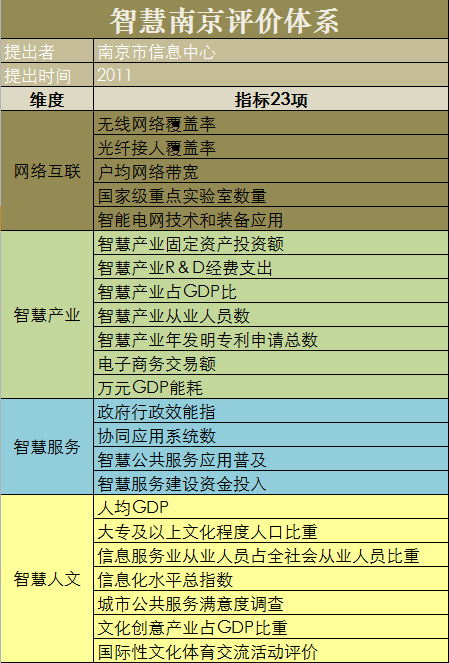 智慧南京评价体系
提出者 南京市信息中心
提出时间 2011
维度 指标23项
网络互联
无线网络覆盖率
光纤接人覆盖率
户均网络带宽
国家级重点实验室数量
智能电网技术和装备应用
智慧产业
智慧产业固定资产投资额
智慧产业R&D经费支出
智慧产业占GDP比
智慧产业从业人员数
智慧产业年发明专利申请总数
电子商务交易额
万元GDP能耗
智慧服务
政府行政效能指
协同应用系统数
智慧公共服务应用普及
智慧服务建设资金投入
智慧人文
人均GDP
大专及以上文化程度人口比重
信息服务业从业人员占全社会从业人员比重
信息化水平总指数
城市公共服务满意度调查
文化创意产业占GDP比重
国际性文化体育交流活动评价